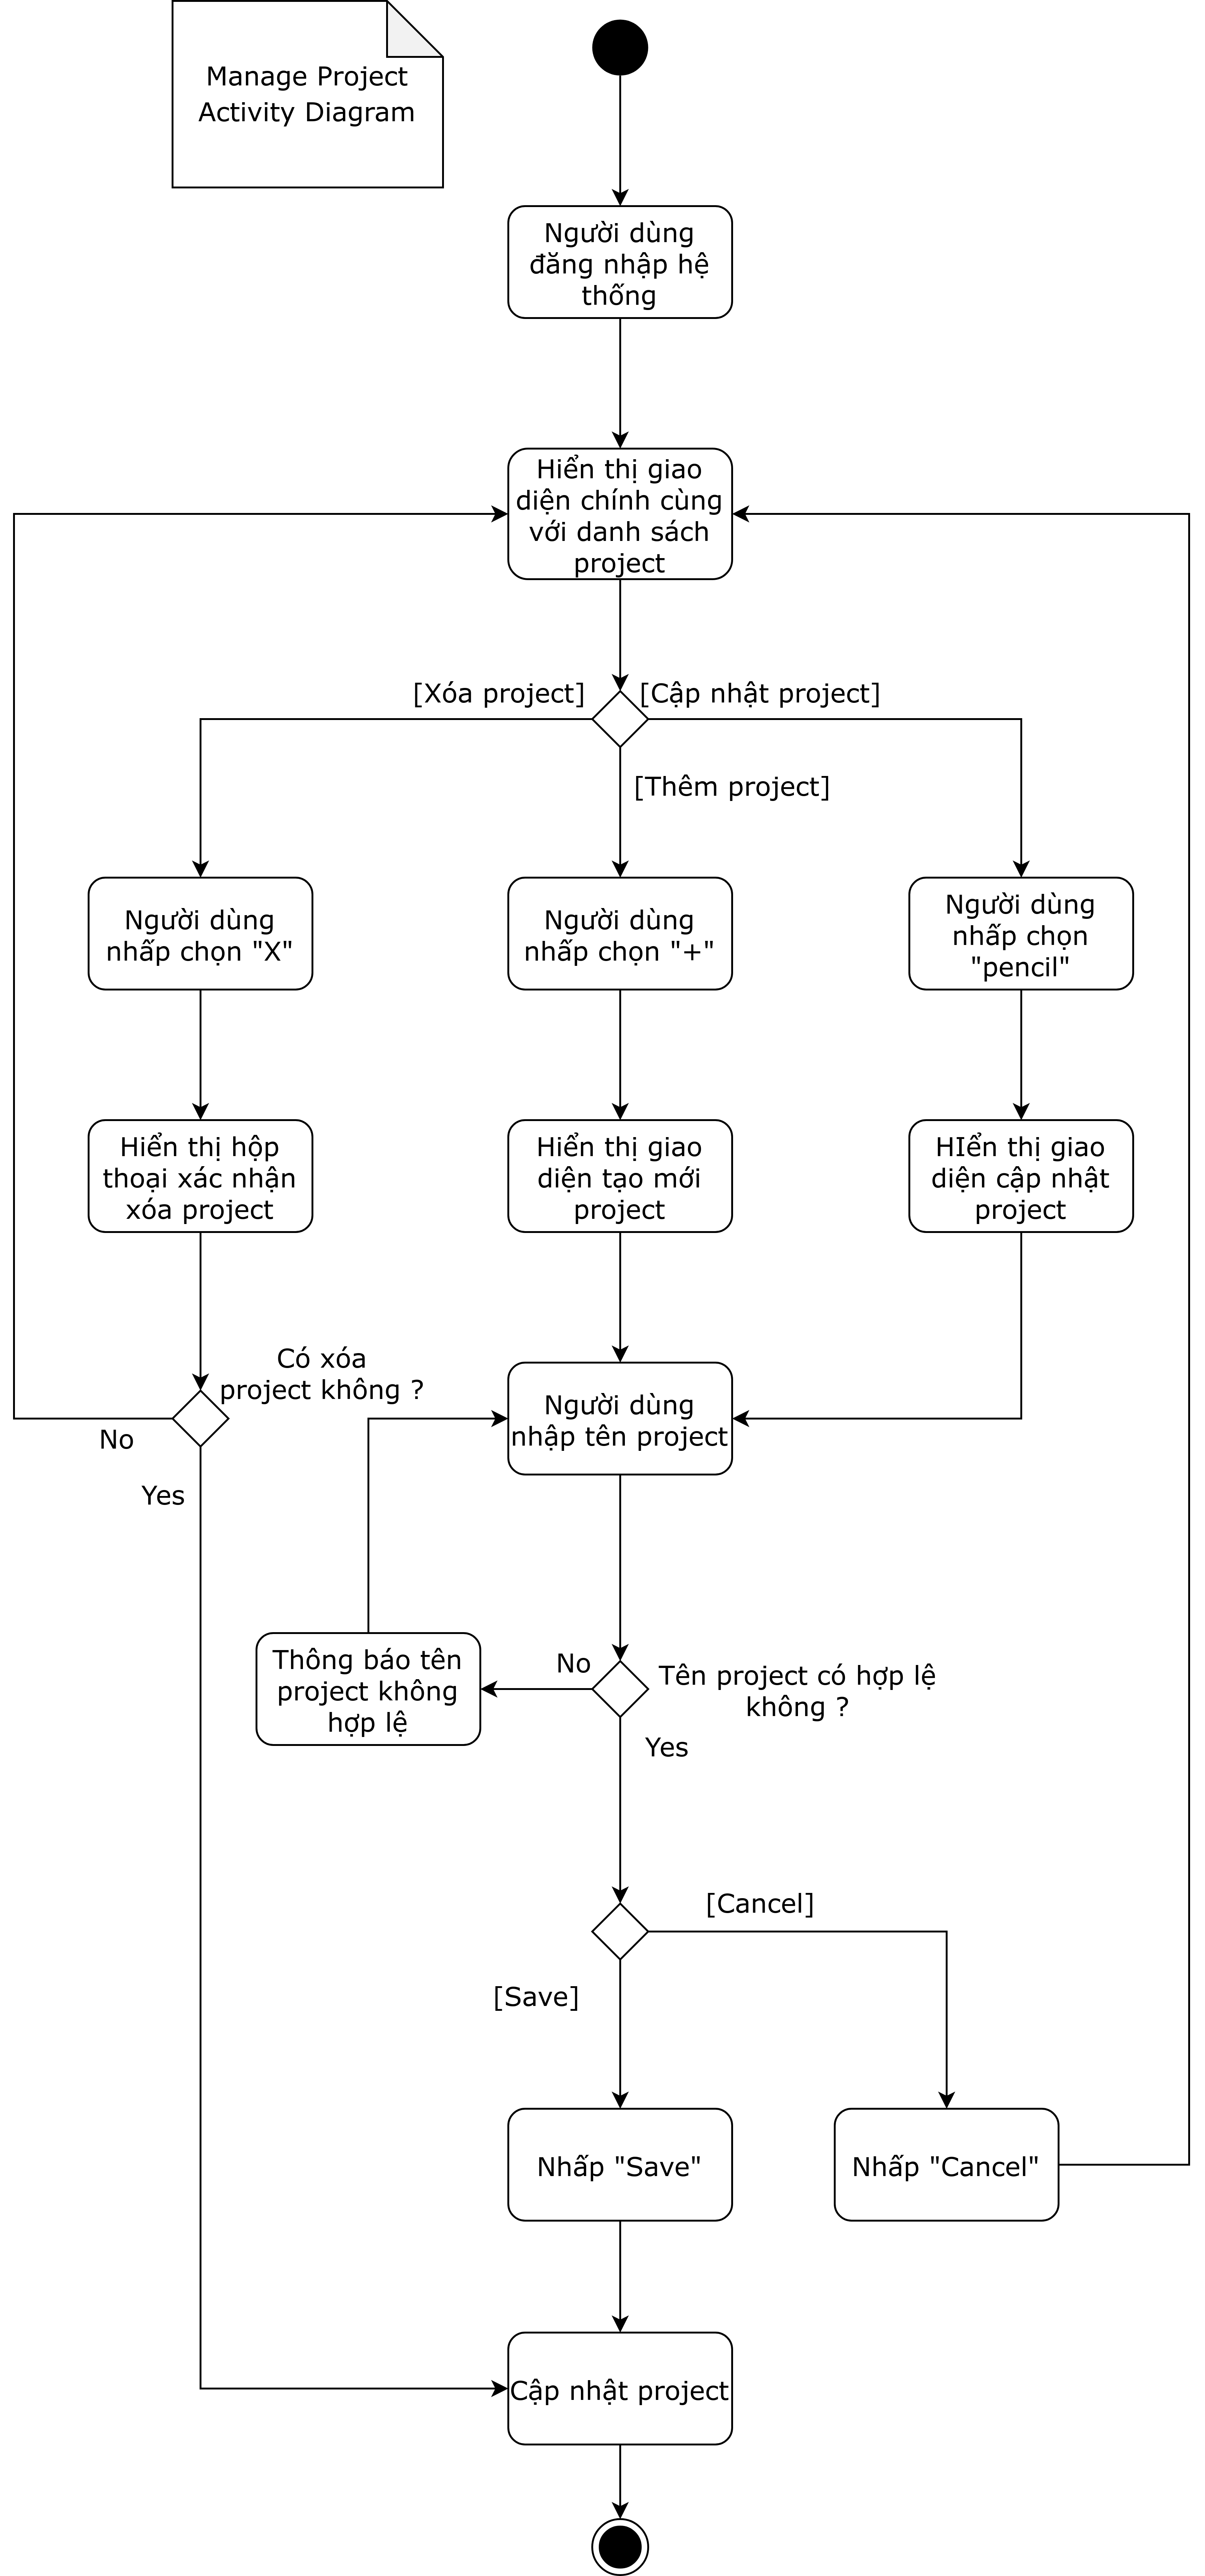 Manage Project
Activity Diagram
Người dùng
đăng nhập hệ
thống
Hiển thị giao
diện chính cùng
với danh sách
project
[Xóa project]
[Cập nhật project]
[Thêm project]
Người dùng
nhấp chọn "X"
Người dùng
nhấp chọn "+"
Người dùng
nhấp chọn
"pencil"
Hiển thị hộp
thoại xác nhận
xóa project
Hiển thị giao
diện tạo mới
project
HIển thị giao
diện cập nhật
project
Có xóa
project không ?
No
Yes
Người dùng
nhập tên project
Thông báo tên
project không
hợp lệ
No
Tên project có hợp lệ
không ?
Yes
[Cancel]
[Save]
Nhấp "Save"
Nhấp "Cancel"
Cập nhật project